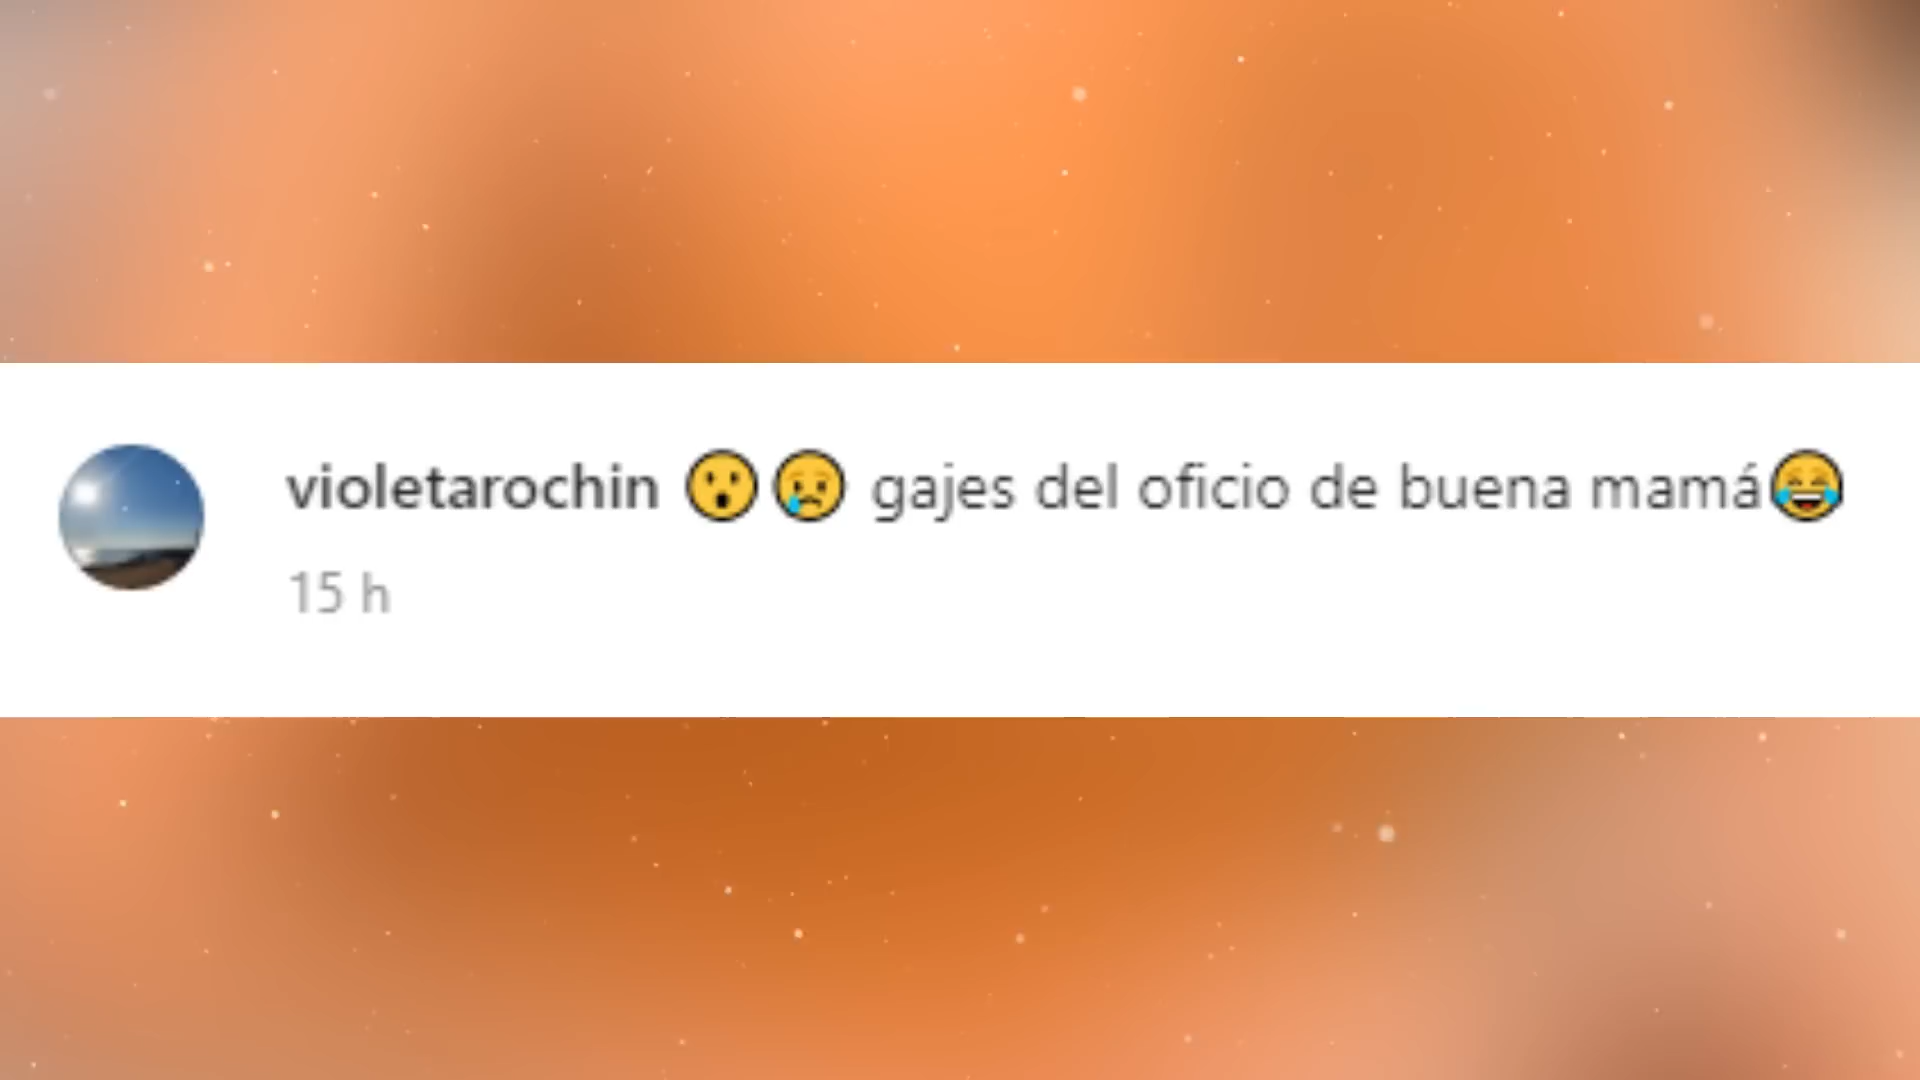 violetarochin 😮😢 gajes del oficio de buena mamá😂
15 h